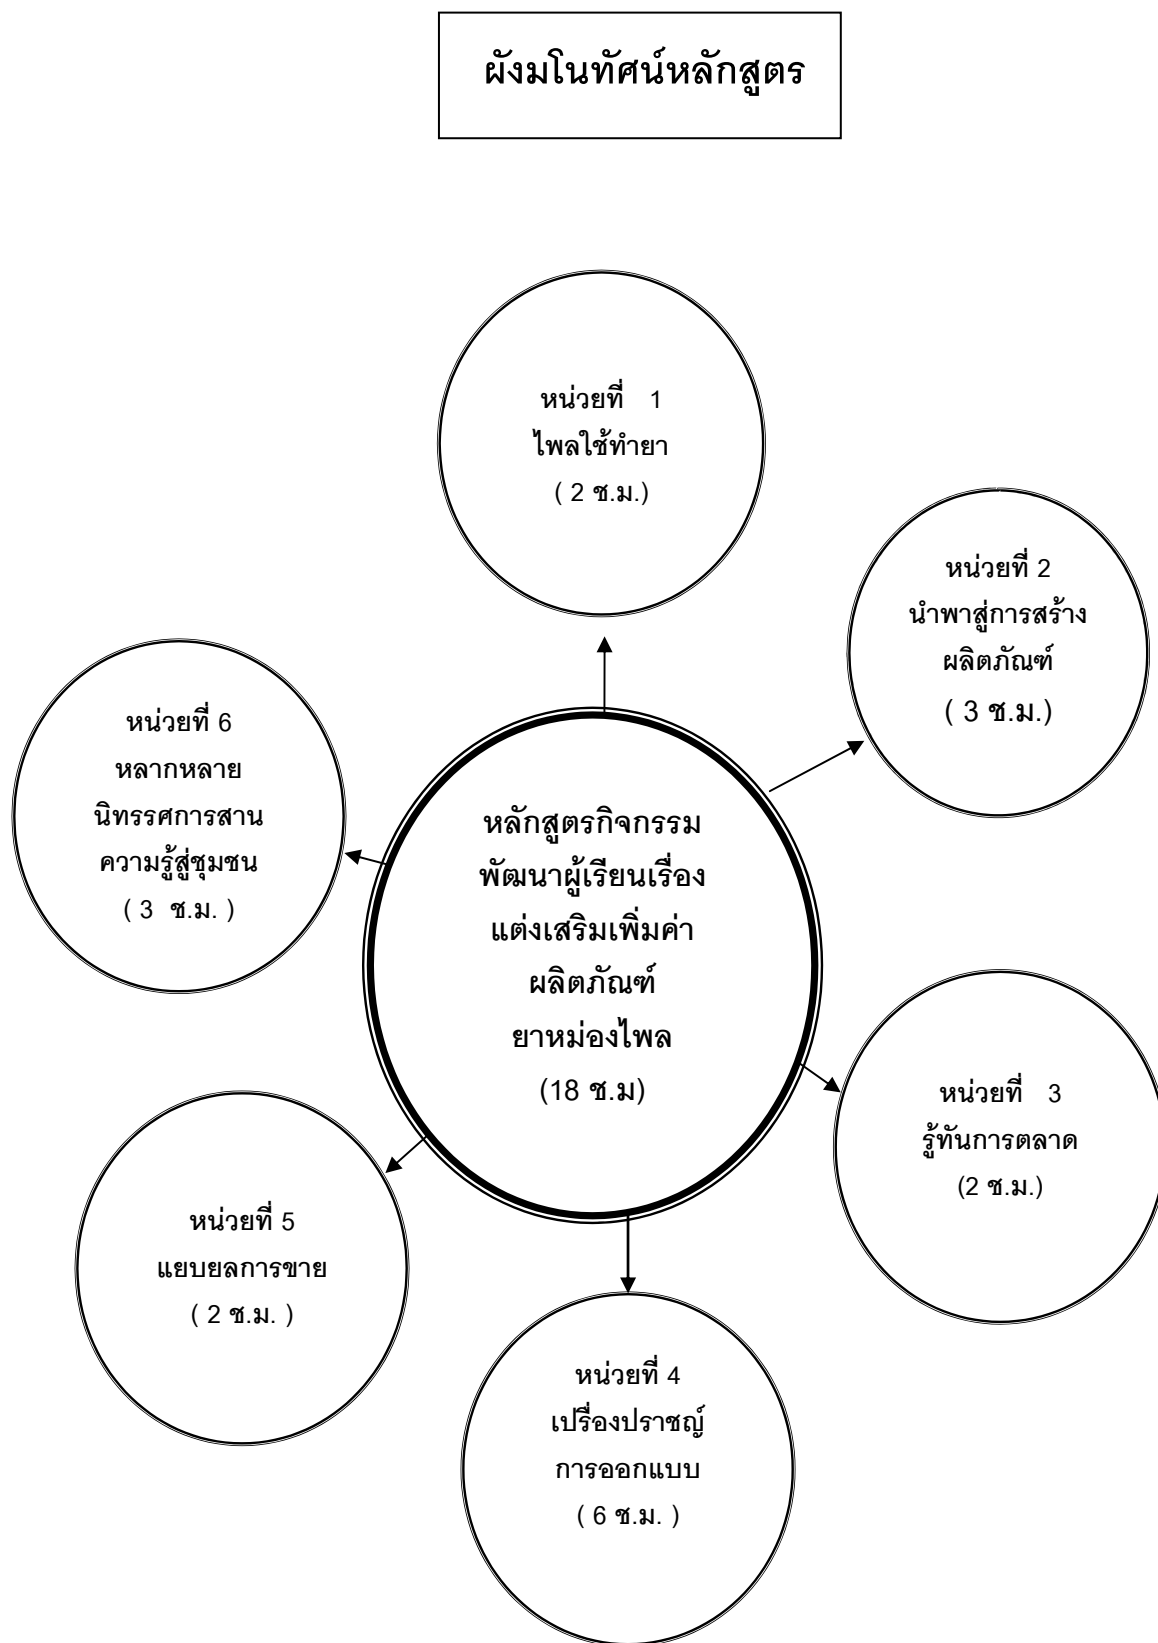 ผังมโนทัศน์หลักสูตร
หน่วยที่ 1
ไพลใช้ทำยา
( 2 ช.ม.)
หน่วยที่ 2
นำพาสู่การสร้าง
ผลิตภัณฑ์
( 3 ช.ม.)
หน่วยที่ 6
หลากหลาย
นิทรรศการสาน
ความรู้สู่ชุมชน
( 3 ช.ม. )
หลักสูตรกิจกรรม
พัฒนาผู้เรียนเรื่อง
แต่งเสริมเพิ่มค่า
ผลิตภัณฑ์
ยาหม่องไพล
(18 ช.ม)
หน่วยที่ 3
รู้ทันการตลาด
(2 ช.ม.)
หน่วยที่ 5
แยบยลการขาย
( 2 ช.ม. )
หน่วยที่ 4
เปรื่องปราชญ์
การออกแบบ
( 6 ช.ม. )